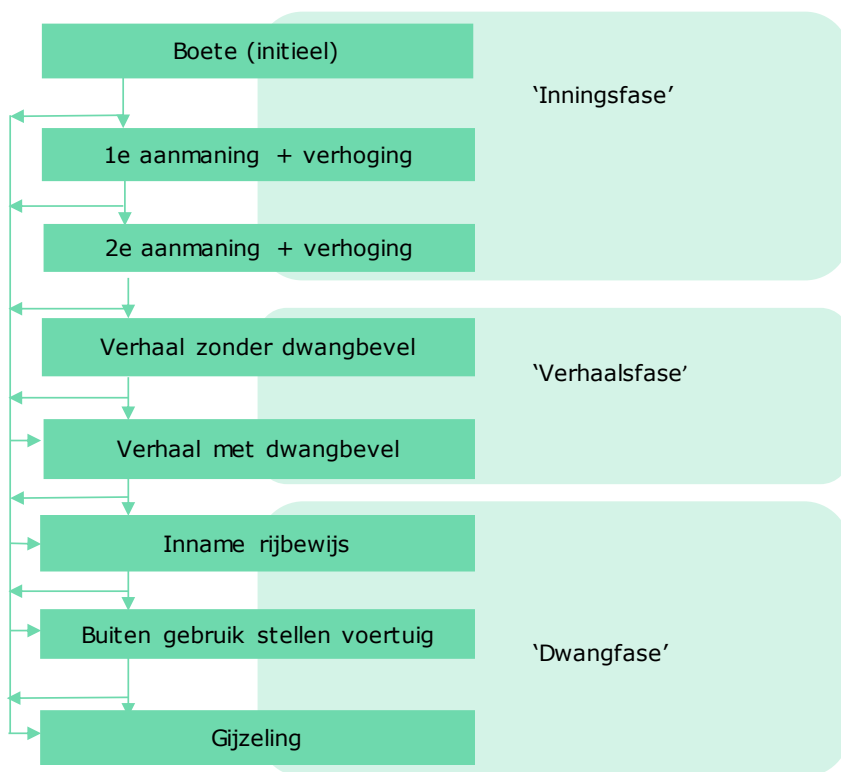 Boete (initieel)
‘Inningsfase’
1e aanmaning + verhoging
2e aanmaning + verhoging
Verhaal zonder dwangbevel
‘Verhaalsfase’
Verhaal met dwangbevel
Inname rijbewijs
Buiten gebruik stellen voertuig
‘Dwangfase’
Gijzeling